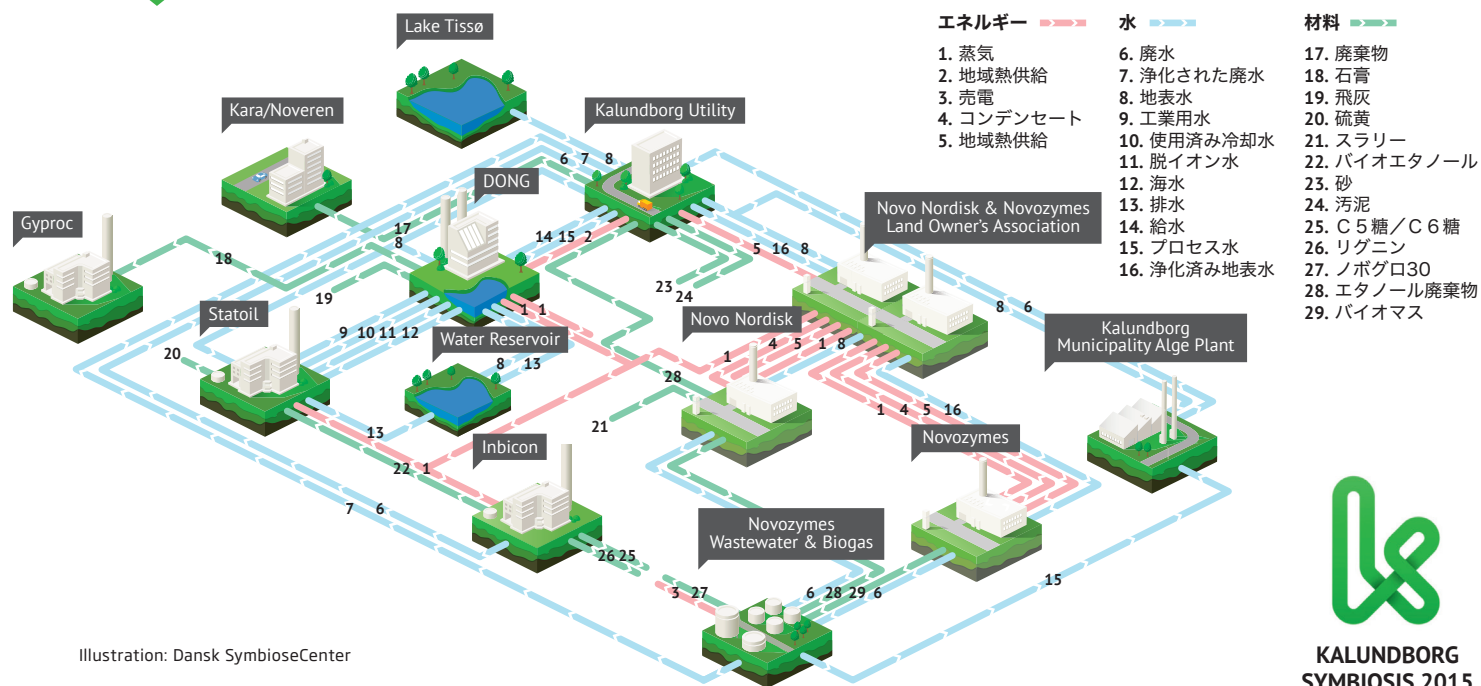 Lake Tissø
Kara/Noveren
Kalundborg Utility
DONG
Gyproc
Novo Nordisk & Novozymes
Land Owner's Association
Statoil
Water Reservoir
Novo Nordisk
Kalundborg
Municipality Alge Plant
Inbicon
Novozymes
Novozymes
Wastewater & Biogas
6 7 8
17
8
18
19
14 15 2
5 16 8
23
24
8 6
9 10 11 12
1 1
8 13
20
1 4 5 1 8
28
21
13
22 1
1 4 5 16
7 6
26 25
3 27
6 28 29 6
15
エネルギー
1. 蒸気
2. 地域熱供給
3. 売電
4. コンデンセート
5. 地域熱供給
水
6. 廃水
7. 浄化された廃水
8. 地表水
9. 工業用水
10. 使用済み冷却水
11. 脱イオン水
12. 海水
13. 排水
14. 給水
15. プロセス水
16. 浄化済み地表水
材料
17. 廃棄物
18. 石膏
19. 飛灰
20. 硫黄
21. スラリー
22. バイオエタノール
23. 砂
24. 汚泥
25. Ｃ５糖／Ｃ６糖
26. リグニン
27. ノボグロ30
28. エタノール廃棄物
29. バイオマス
Illustration: Dansk SymbioseCenter
KALUNDBORG
SYMBIOSIS 2015